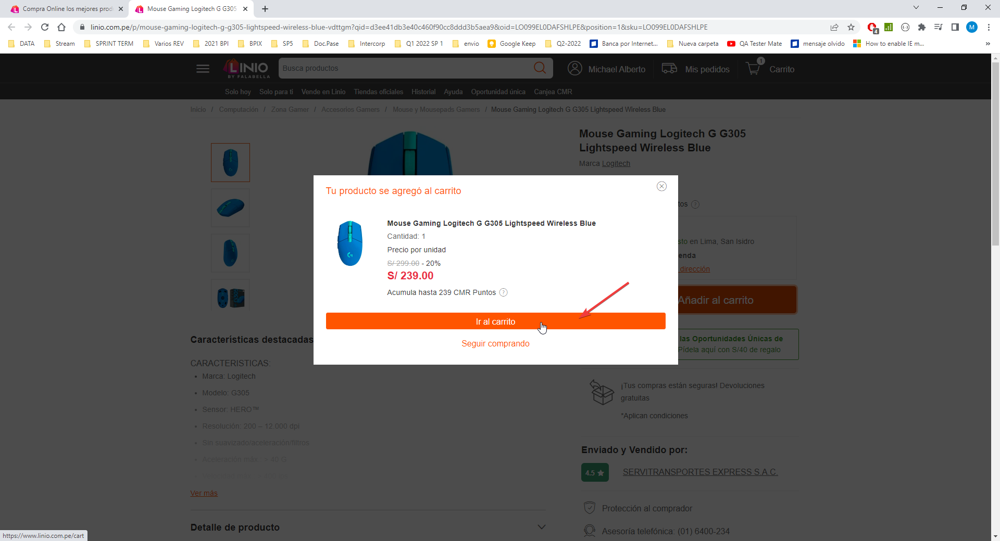 Compra Online los mejores prod
Mouse Gaming Logitech G G305
linio.com.pe/p/mouse-gaming-logitech-g-g305-lightspeed-wireless-blue-vdttgm?qid=d3ee41db3e40c460f90cc8ddd3b5aea9&oid=LO099EL0DAFSHLPE&position=1&sku=LO099EL0DAFSHLPE
4
M
DATA Stream SPRINT TERM Varios REV 2021 BPI BPIX SP5 Doc.Pase Intercorp Q1 2022 SP 1 envio Google Keep Q2-2022 Banca por Internet... Nueva carpeta QA Tester Mate mensaje olvido How to enable IE m... »
LINIO
BY FALABELLA
Busca productos
Michael Alberto
Mis pedidos
1
Carrito
Solo hoy Solo para ti Vende en Linio Tiendas oficiales Historial Ayuda Oportunidad única Canjea CMR
Inicio / Computación / Zona Gamer / Accesorios Gamers / Mouse y Mousepads Gamers / Mouse Gaming Logitech G G305 Lightspeed Wireless Blue
Mouse Gaming Logitech G G305
Lightspeed Wireless Blue
Marca Logitech
tos ?
sto en Lima, San Isidro
enda
dirección
Añadir al carrito
las Oportunidades Únicas de
Pídela aquí con S/40 de regalo
Tu producto se agregó al carrito
Mouse Gaming Logitech G G305 Lightspeed Wireless Blue
Cantidad: 1
Precio por unidad
S/ 299.00 - 20%
S/ 239.00
Acumula hasta 239 CMR Puntos ?
Ir al carrito
Seguir comprando
Características destacadas
CARACTERISTICAS:
• Marca: Logitech
• Modelo: G305
• Sensor: HERO™
• Resolución: 200 – 12.000 dpi
• Sin suavizado/aceleración/filtros
• Aceleración máx.: > 40 G
Ver más
Detalle de producto
¡Tus compras están seguras! Devoluciones
gratuitas
*Aplican condiciones
Enviado y Vendido por:
4.5 ★
SERVITRANSPORTES EXPRESS S.A.C.
Protección al comprador
Asesoría telefónica: (01) 6400-234
https://www.linio.com.pe/cart